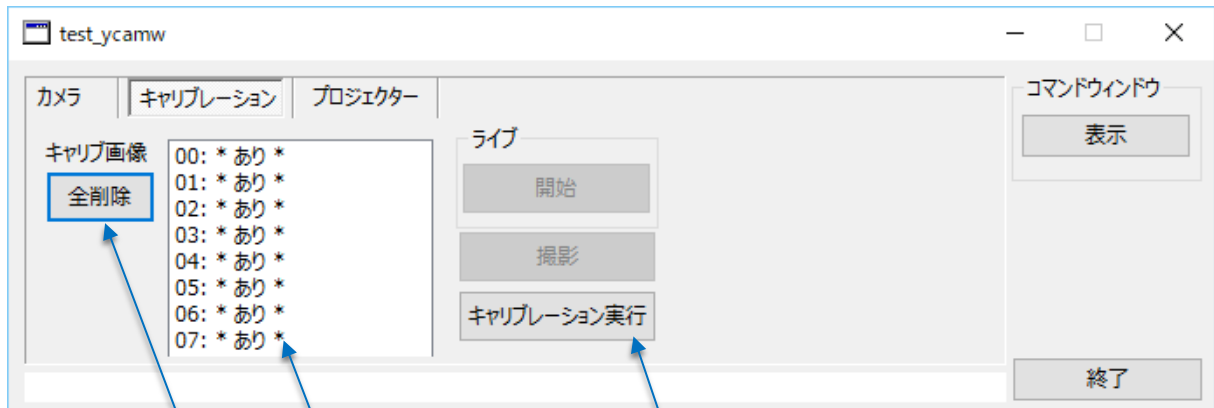 test_ycamw
カメラ キャリブレーション プロジェクター
コマンドウィンドウ
表示
キャリブ画像
全削除
00: * あり *
01: * あり *
02: * あり *
03: * あり *
04: * あり *
05: * あり *
06: * あり *
07: * あり *
ライブ
開始
撮影
キャリブレーション実行
終了